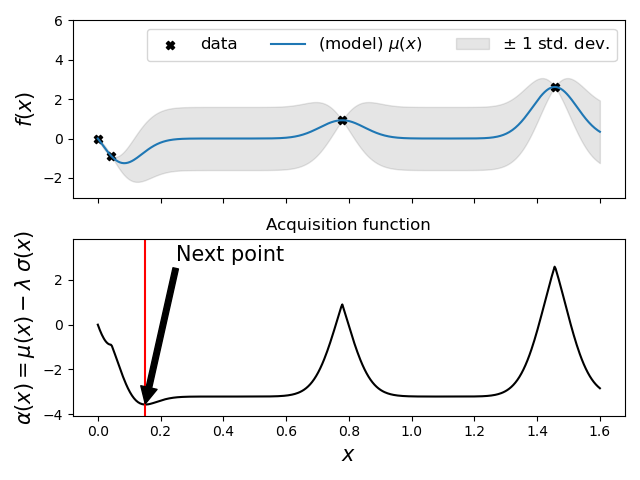 6
4
2
0
−2
f(x)
data
(model) μ(x)
± 1 std. dev.
Acquisition function
2
0
−2
−4
α(x) = μ(x) − λ σ(x)
Next point
0.0 0.2 0.4 0.6 0.8 1.0 1.2 1.4 1.6
x